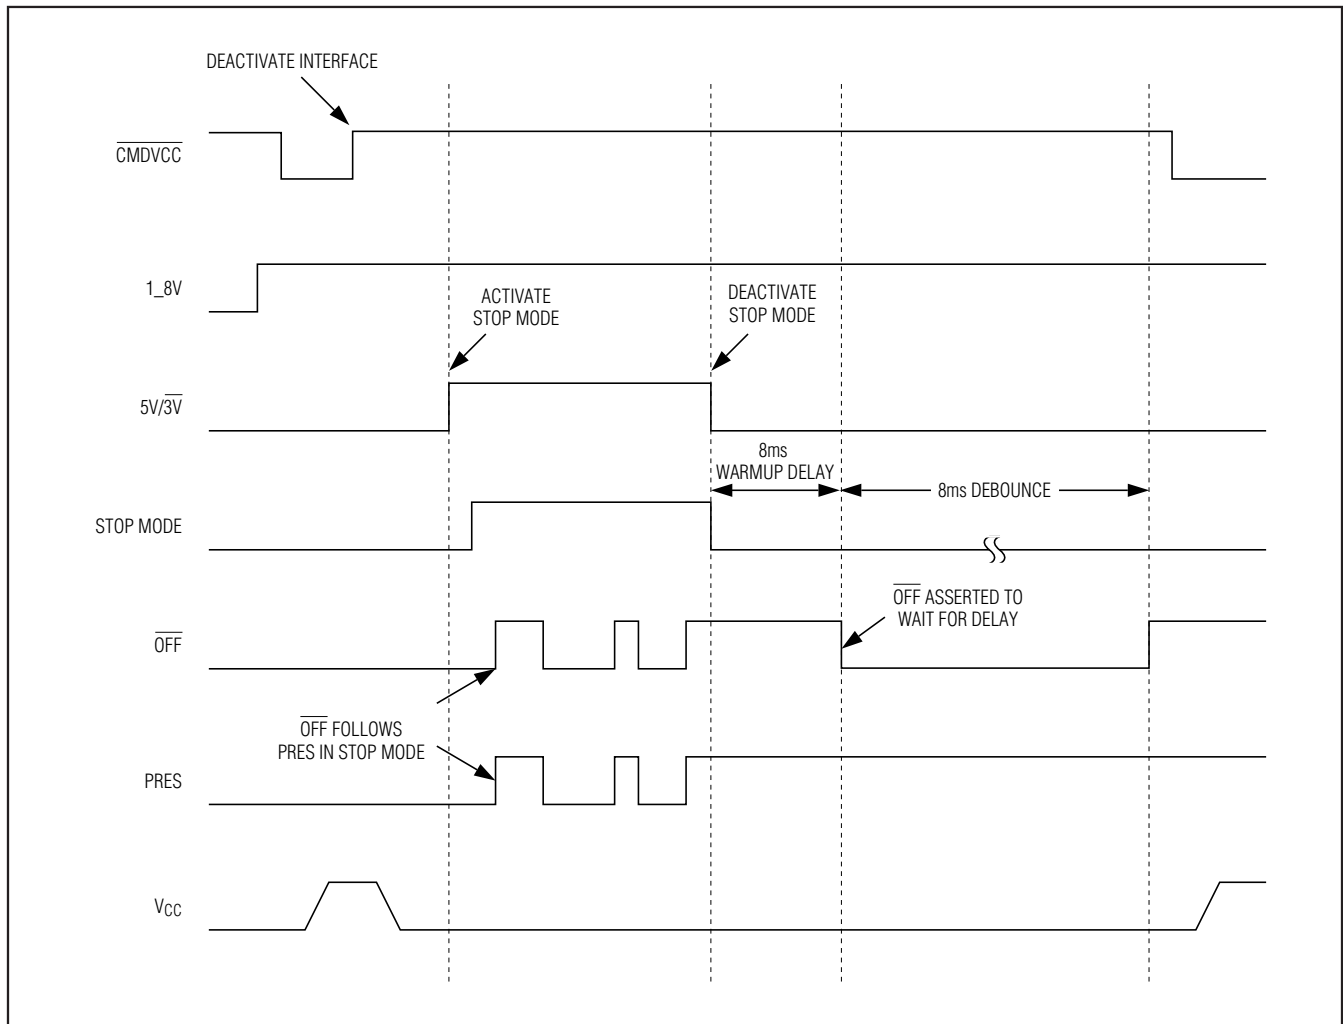 DEACTIVATE INTERFACE
CMDVCC
1_8V
ACTIVATE
STOP MODE
DEACTIVATE
STOP MODE
5V/3V
8ms
WARMUP DELAY
8ms DEBOUNCE
STOP MODE
OFF ASSERTED TO
WAIT FOR DELAY
OFF
OFF FOLLOWS
PRES IN STOP MODE
PRES
VCC